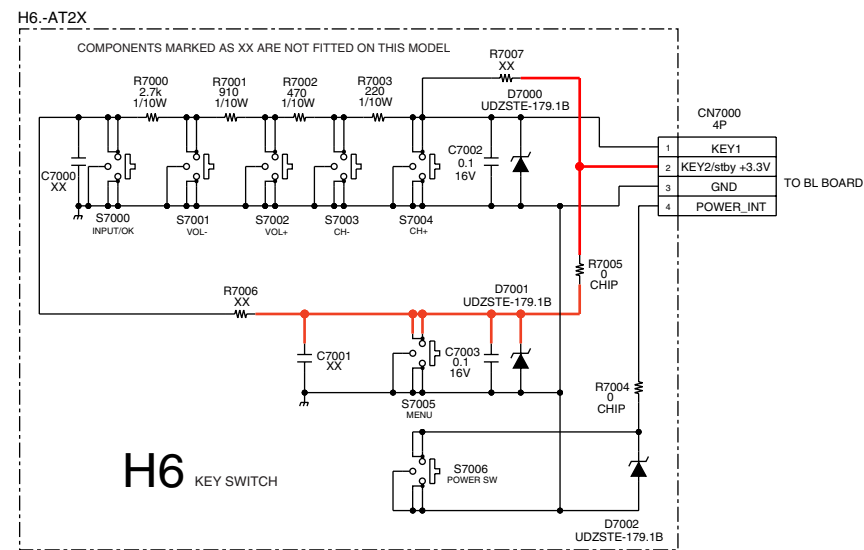 H6.-AT2X
COMPONENTS MARKED AS XX ARE NOT FITTED ON THIS MODEL
R7007
XX
R7000
2.7k
1/10W
R7001
910
1/10W
R7002
470
1/10W
R7003
220
1/10W
D7000
UDZSTE-179.1B
CN7000
4P
1 KEY1
2 KEY2/stby +3.3V
3 GND
4 POWER_INT
TO BL BOARD
C7000
XX
C7002
0.1
16V
S7000
INPUT/OK
S7001
VOL-
S7002
VOL+
S7003
CH-
S7004
CH+
R7005
0
CHIP
R7006
XX
D7001
UDZSTE-179.1B
C7001
XX
C7003
0.1
16V
S7005
MENU
R7004
0
CHIP
H6 KEY SWITCH
S7006
POWER SW
D7002
UDZSTE-179.1B